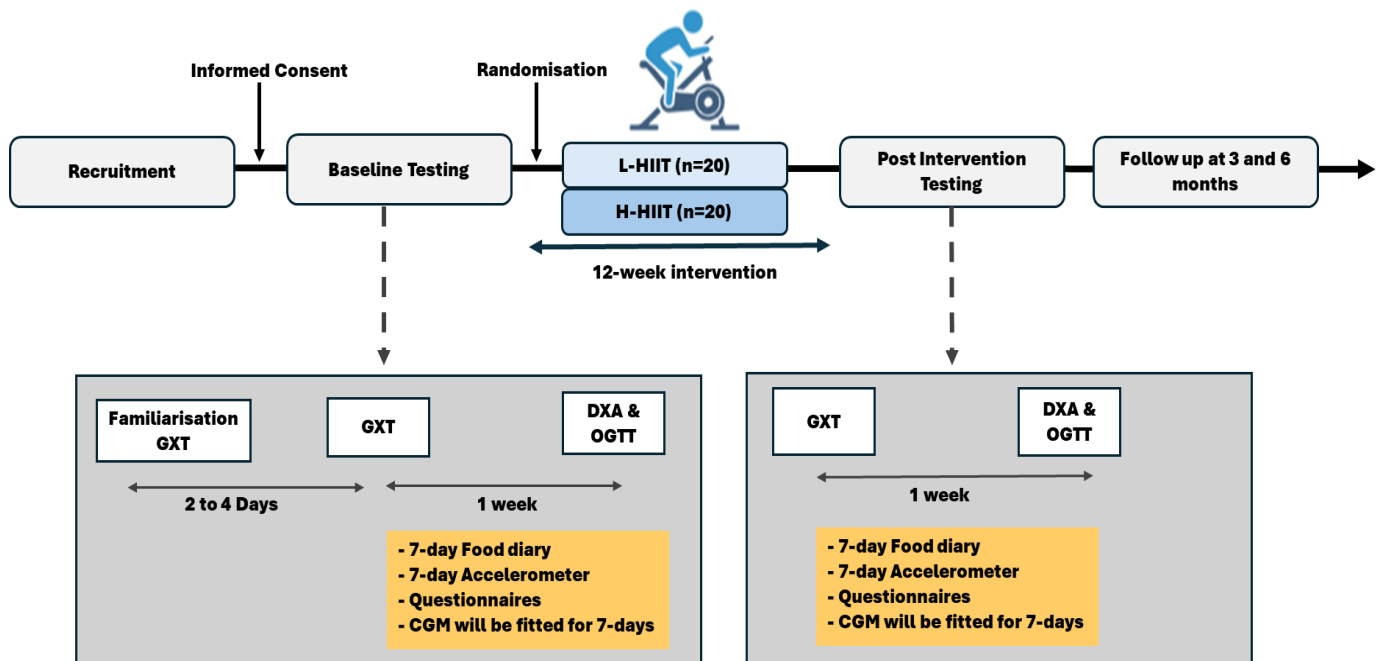 Informed Consent
Randomisation
Recruitment
Baseline Testing
L-HIIT (n=20)
H-HIIT (n=20)
12-week intervention
Post Intervention
Testing
Follow up at 3 and 6
months
Familiarisation
GXT
GXT
DXA &
OGTT
2 to 4 Days
1 week
- 7-day Food diary
- 7-day Accelerometer
- Questionnaires
- CGM will be fitted for 7-days
GXT
DXA &
OGTT
1 week
- 7-day Food diary
- 7-day Accelerometer
- Questionnaires
- CGM will be fitted for 7-days